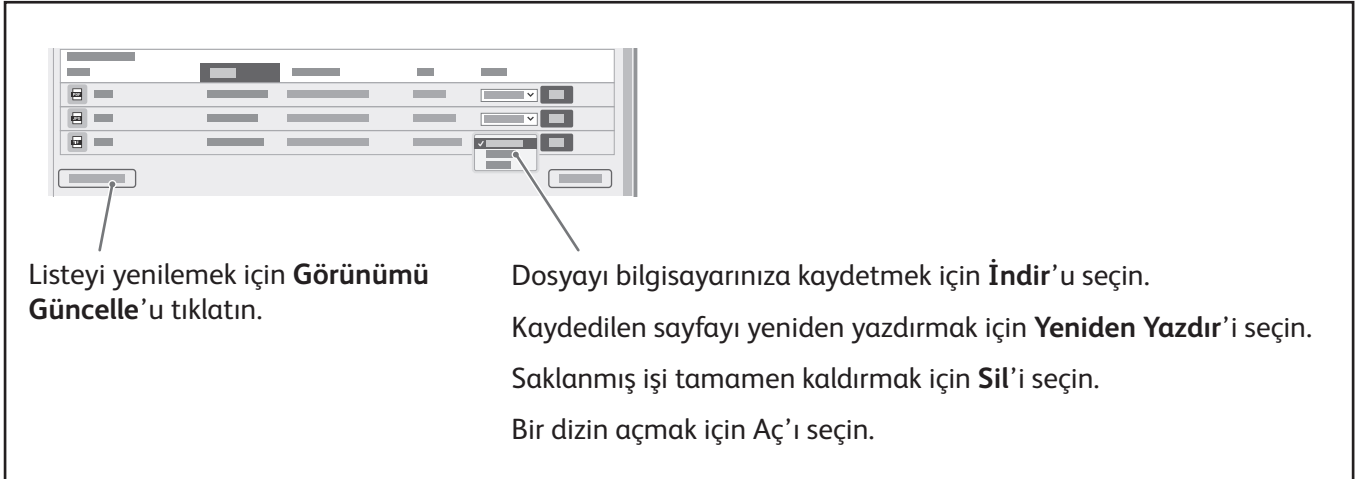 Listeyi yenilemek için Görünümü
Güncelle’u tıklatın.
Dosyayı bilgisayarınıza kaydetmek için İndir’u seçin.
Kaydedilen sayfayı yeniden yazdırmak için Yeniden Yazdır’i seçin.
Saklanmış işi tamamen kaldırmak için Sil’i seçin.
Bir dizin açmak için Aç’ı seçin.